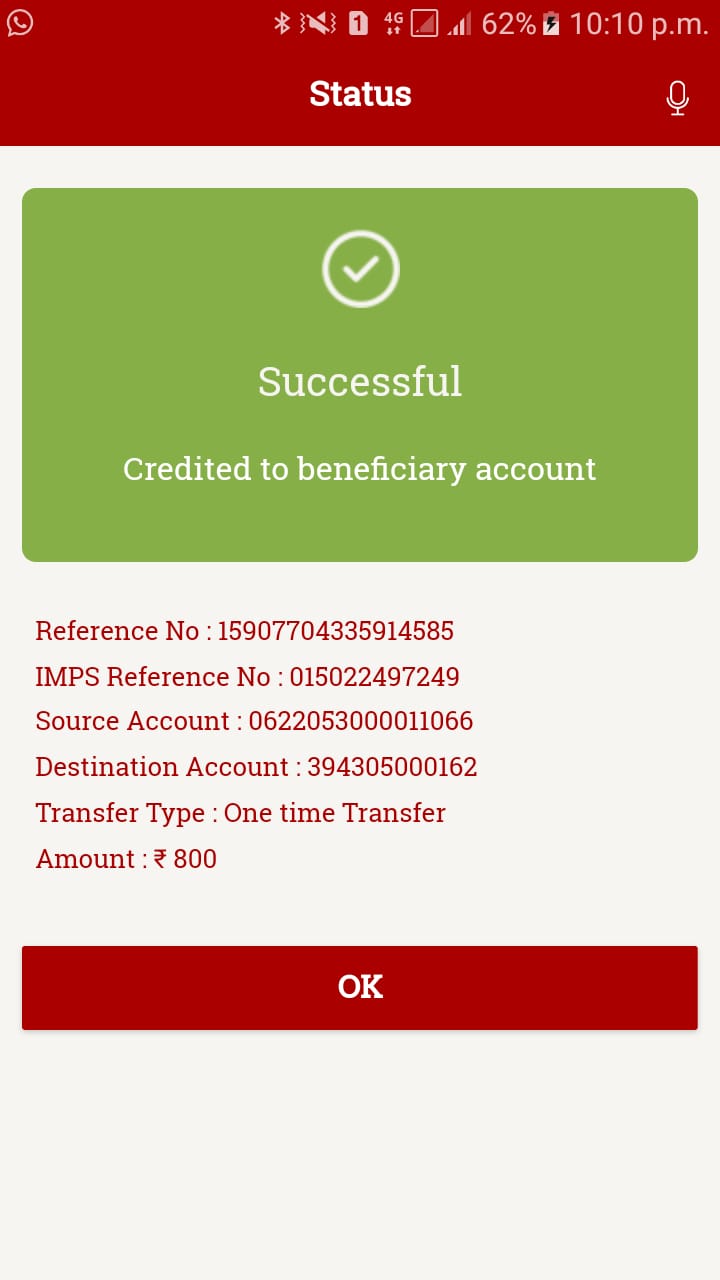 4G 62% 10:10 p.m.
Status
Successful
Credited to beneficiary account
Reference No : 15907704335914585
IMPS Reference No : 015022497249
Source Account : 0622053000011066
Destination Account : 394305000162
Transfer Type : One time Transfer
Amount : ₹ 800
OK